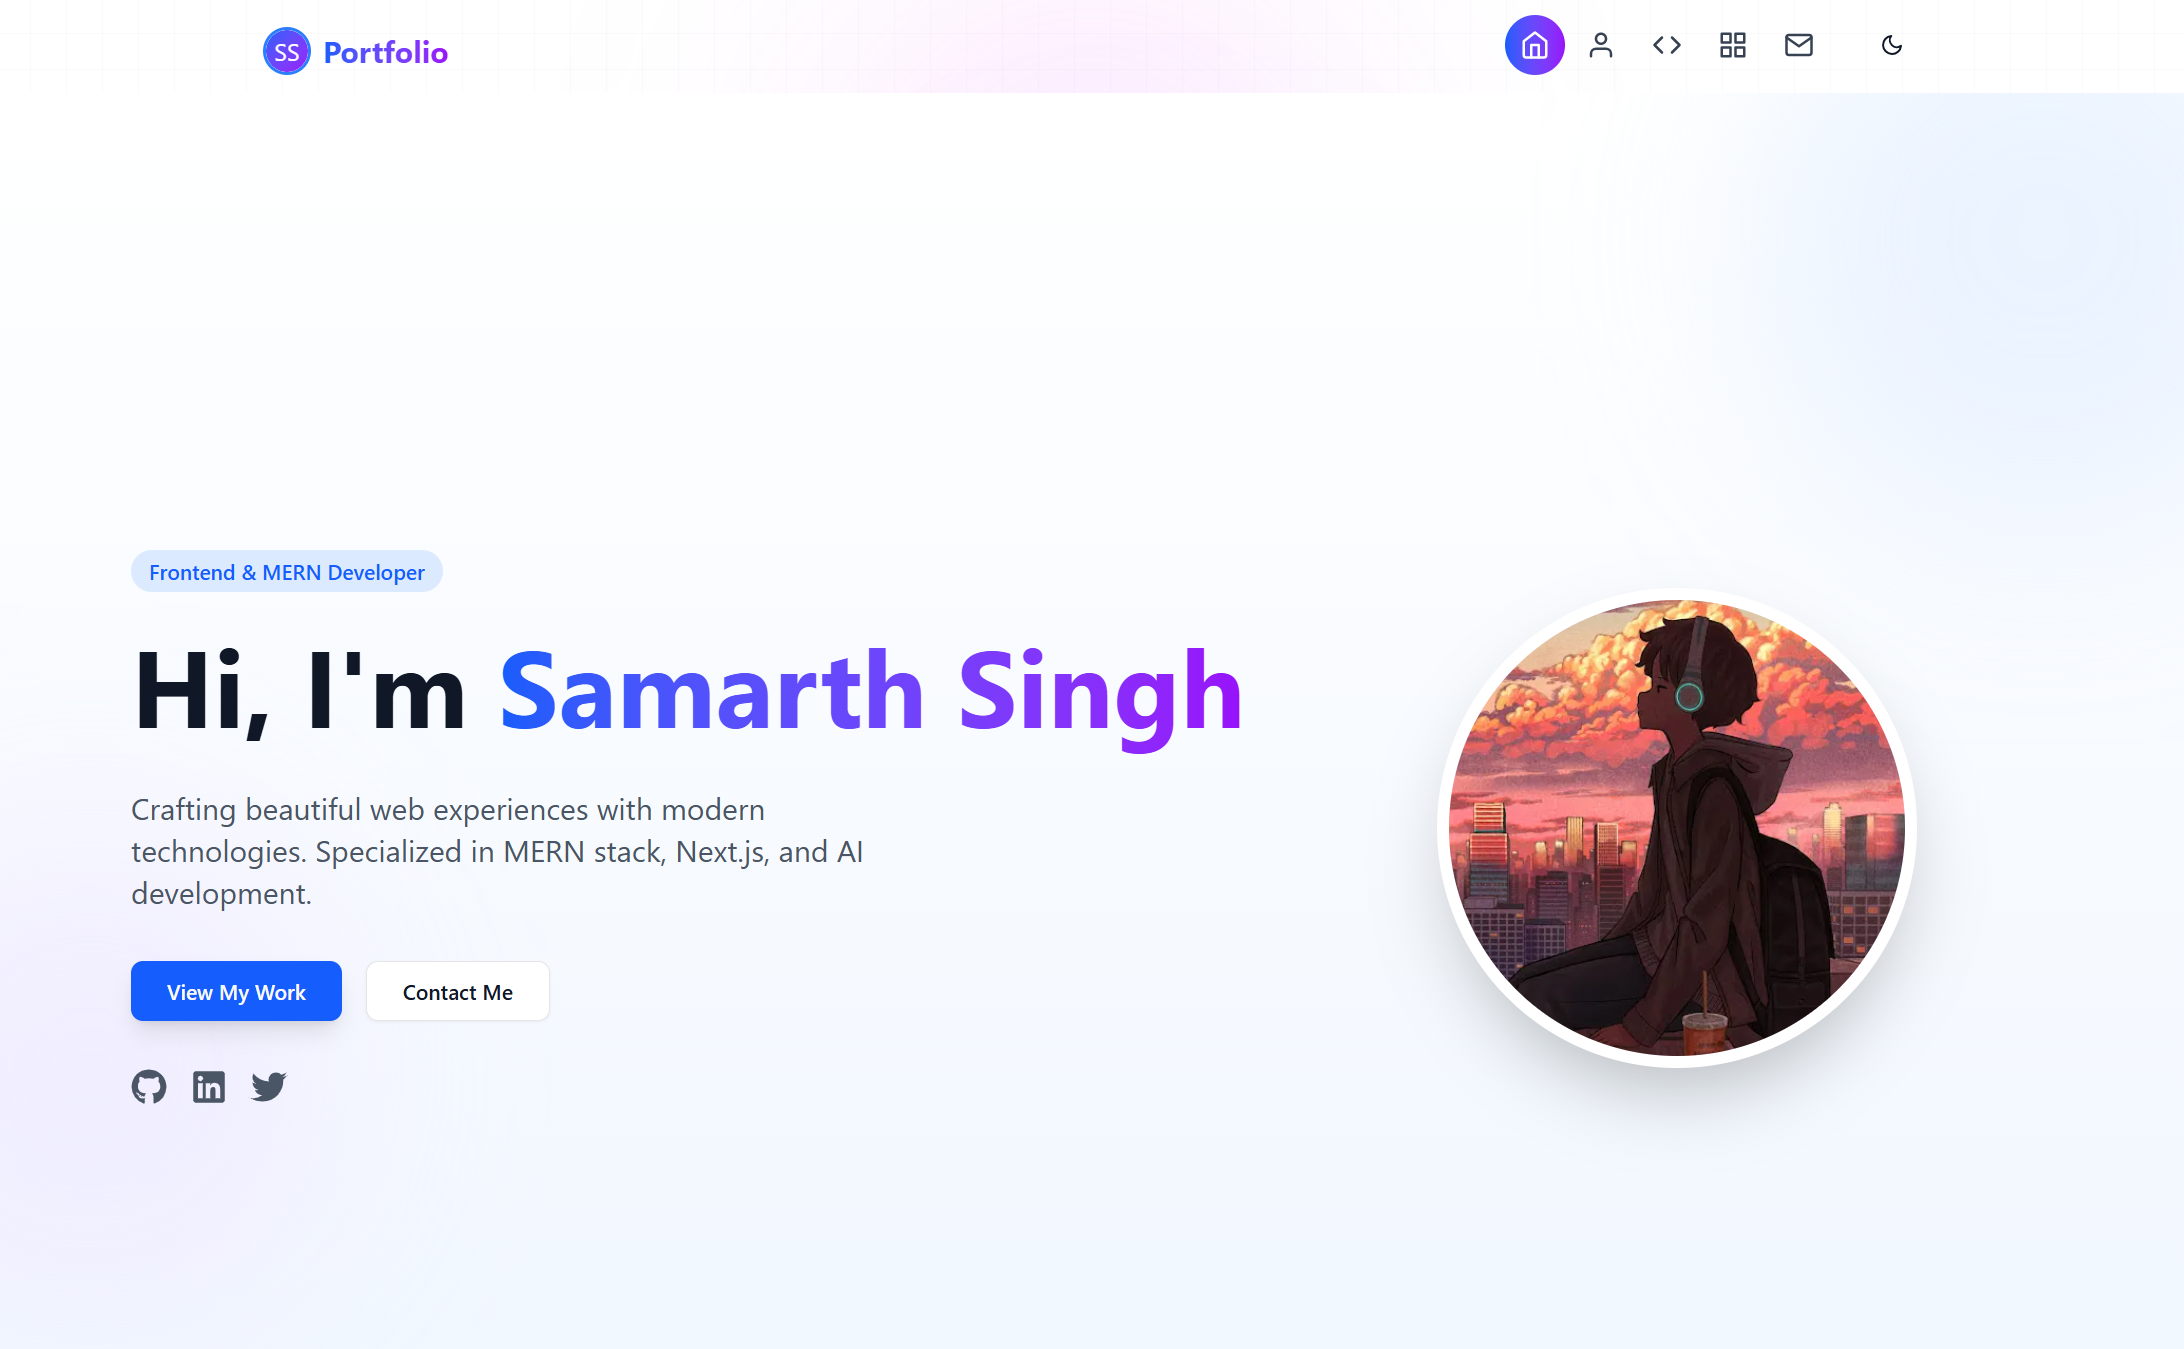 SS Portfolio
Frontend & MERN Developer
Hi, I'm Samarth Singh
Crafting beautiful web experiences with modern
technologies. Specialized in MERN stack, Next.js, and AI
development.
View My Work
Contact Me